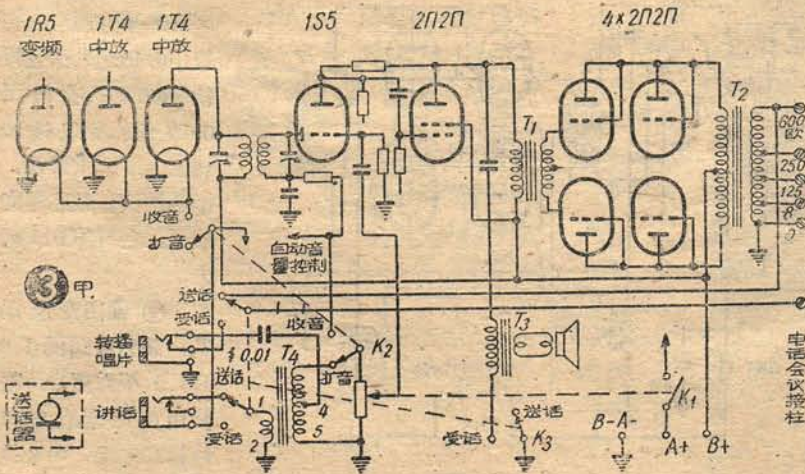 1R5 1T4 1T4 1S5 2П2П 4×2П2П
变频 中放 中放
T₁
T₂
600欧
250
125
8
0
收音
扩音
自动音量控制
③甲
送话
受话
收音
K₂
T₃
转播
唱片
0.01
T₄
扩音
送话
1
4
讲话
2
5
受话
送话器
送话
受话
K₃
K₁
B-A-
A+
B+
电话会议接柱